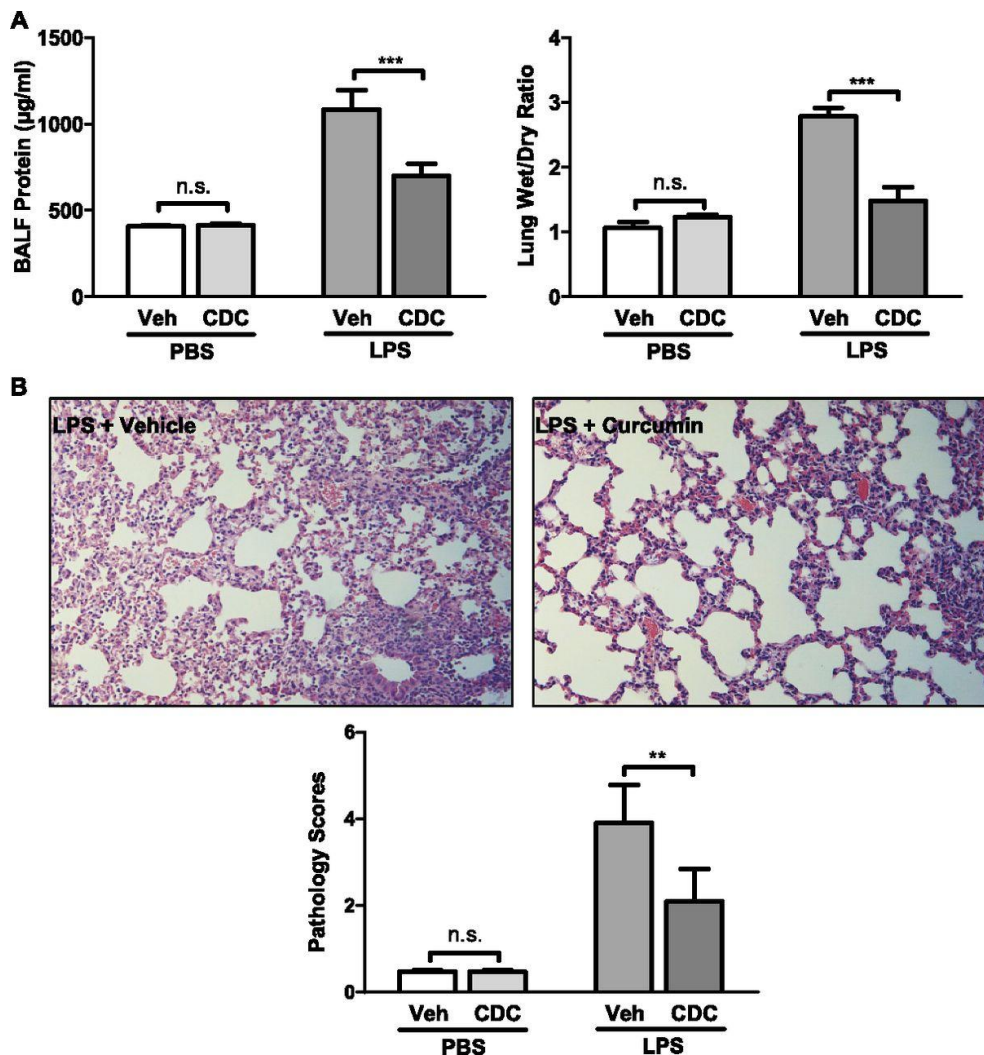 A
BALF Protein (µg/ml)
1500
1000
500
0
n.s.
***
Veh CDC Veh CDC
PBS LPS
Lung Wet/Dry Ratio
4
3
2
1
0
n.s.
***
Veh CDC Veh CDC
PBS LPS
B
LPS + Vehicle
LPS + Curcumin
Pathology Scores
6
4
2
0
n.s.
**
Veh CDC Veh CDC
PBS LPS